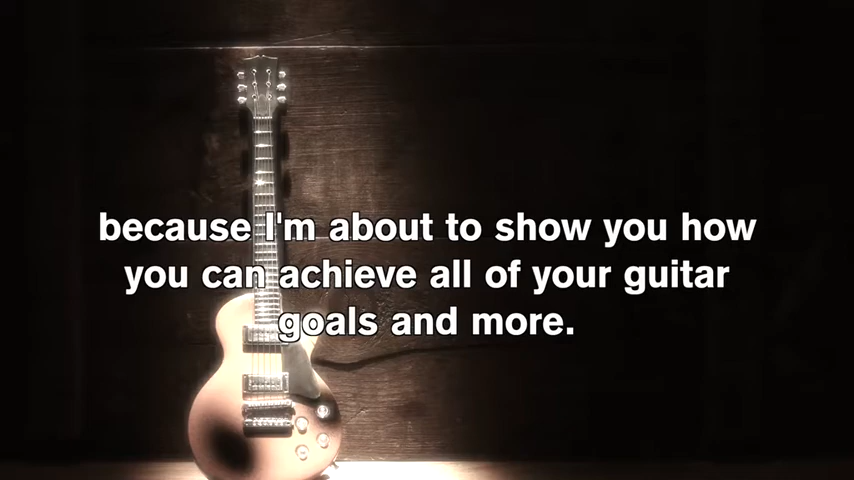 because I'm about to show you how
you can achieve all of your guitar
goals and more.